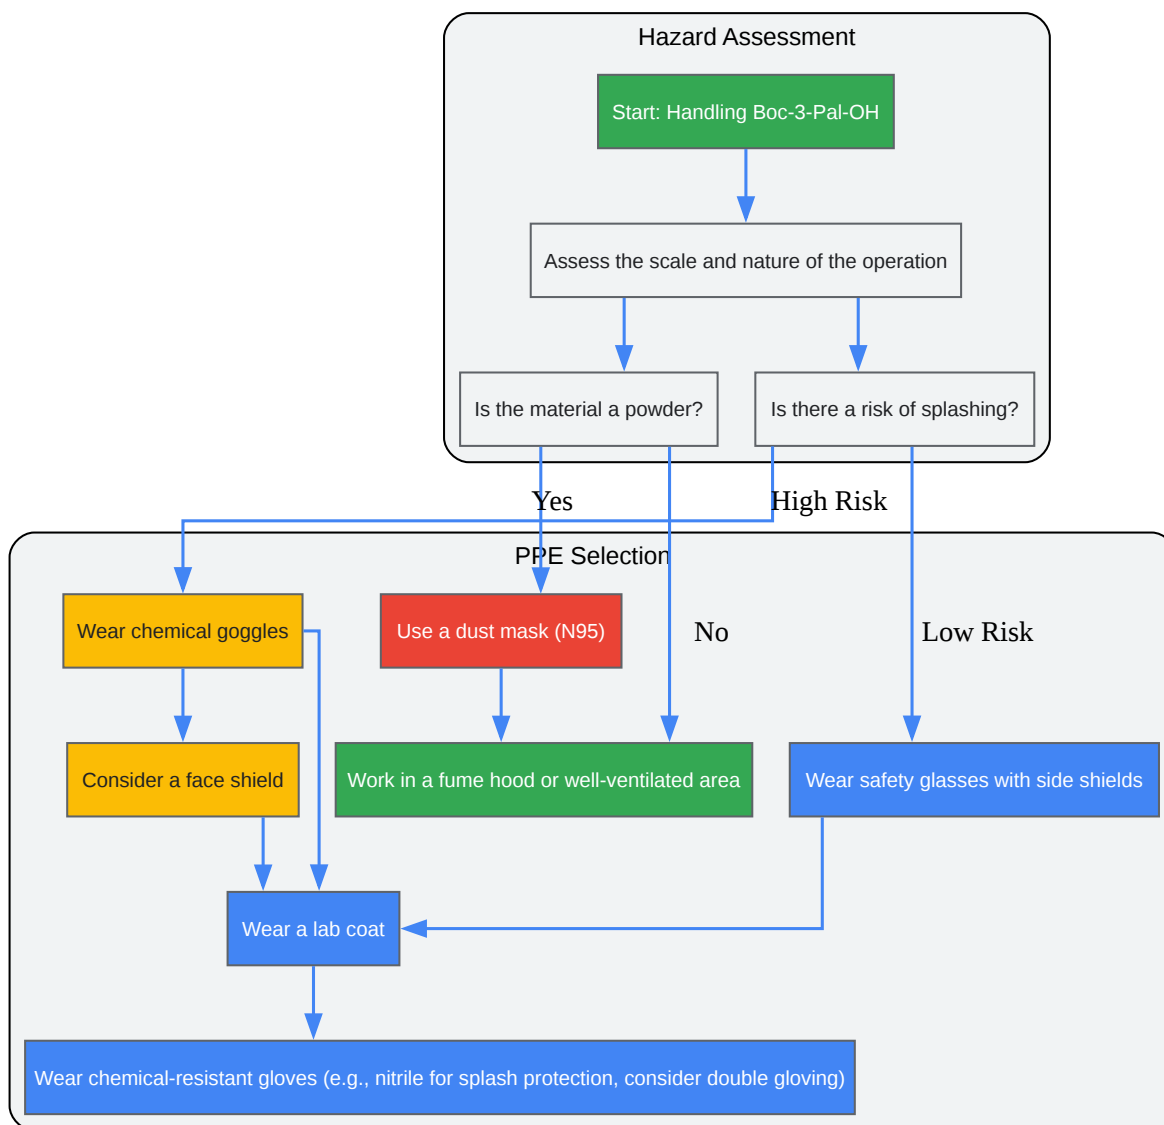 Hazard Assessment
Start: Handling Boc-3-Pal-OH
Assess the scale and nature of the operation
Is the material a powder?
Is there a risk of splashing?
Yes
High Risk
PPE Selection
Wear chemical goggles
Use a dust mask (N95)
No
Low Risk
Consider a face shield
Work in a fume hood or well-ventilated area
Wear safety glasses with side shields
Wear a lab coat
Wear chemical-resistant gloves (e.g., nitrile for splash protection, consider double gloving)